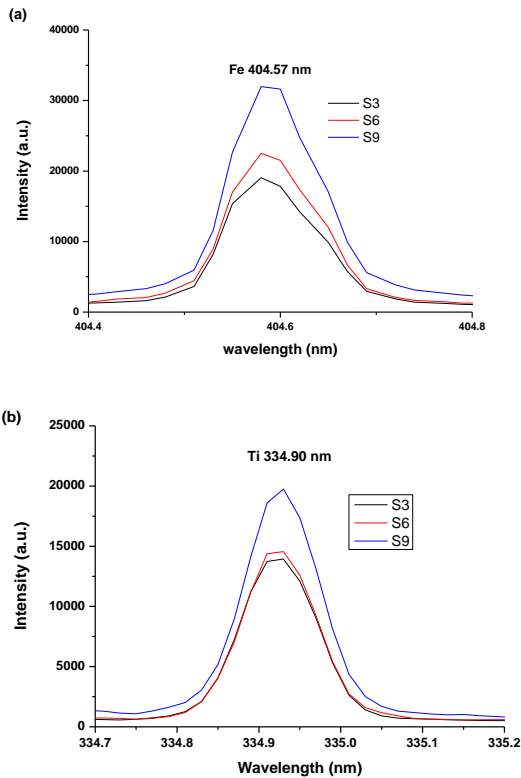 (a)
Fe 404.57 nm
S3
S6
S9
Intensity (a.u.)
40000
30000
20000
10000
0
404.4
404.6
404.8
wavelength (nm)
(b)
Ti 334.90 nm
S3
S6
S9
Intensity (a.u.)
25000
20000
15000
10000
5000
0
334.7
334.8
334.9
335.0
335.1
335.2
Wavelength (nm)